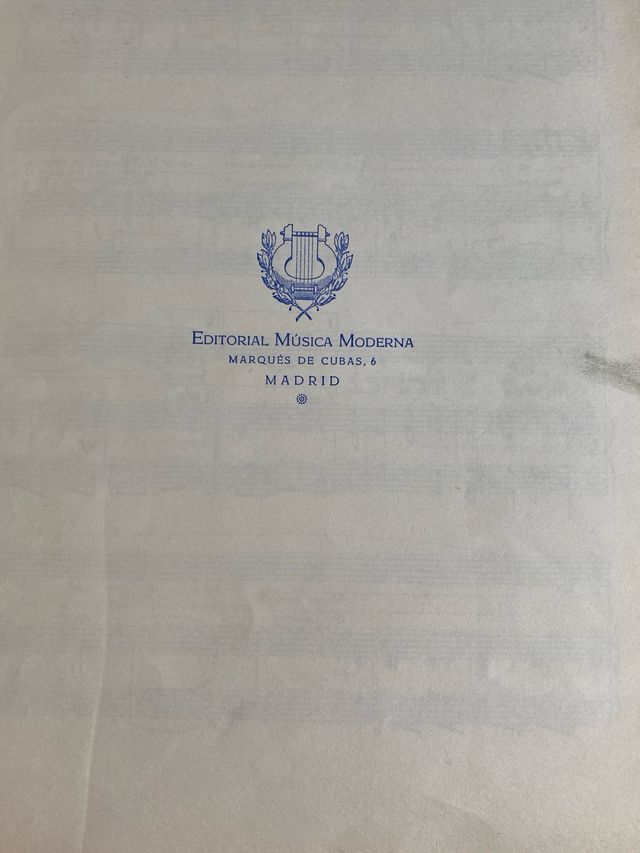 Editorial Música Moderna
MARQUÉS DE CUBAS, 6
MADRID